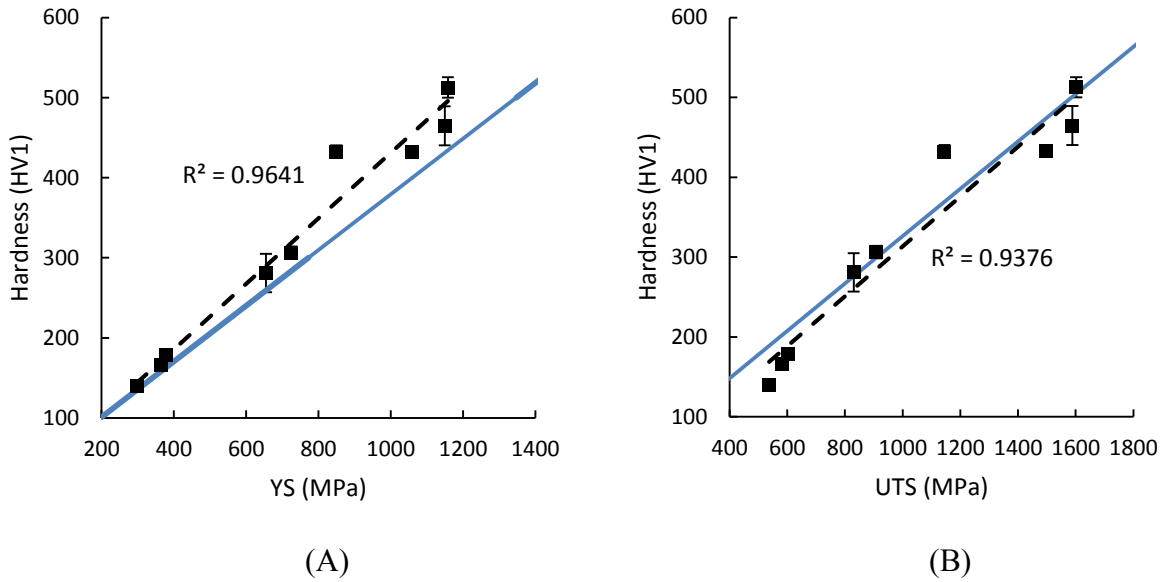 600
500
400
300
200
100
Hardness (HV1)
R² = 0.9641
200 400 600 800 1000 1200 1400
YS (MPa)
(A)
600
500
400
300
200
100
Hardness (HV1)
R² = 0.9376
400 600 800 1000 1200 1400 1600 1800
UTS (MPa)
(B)